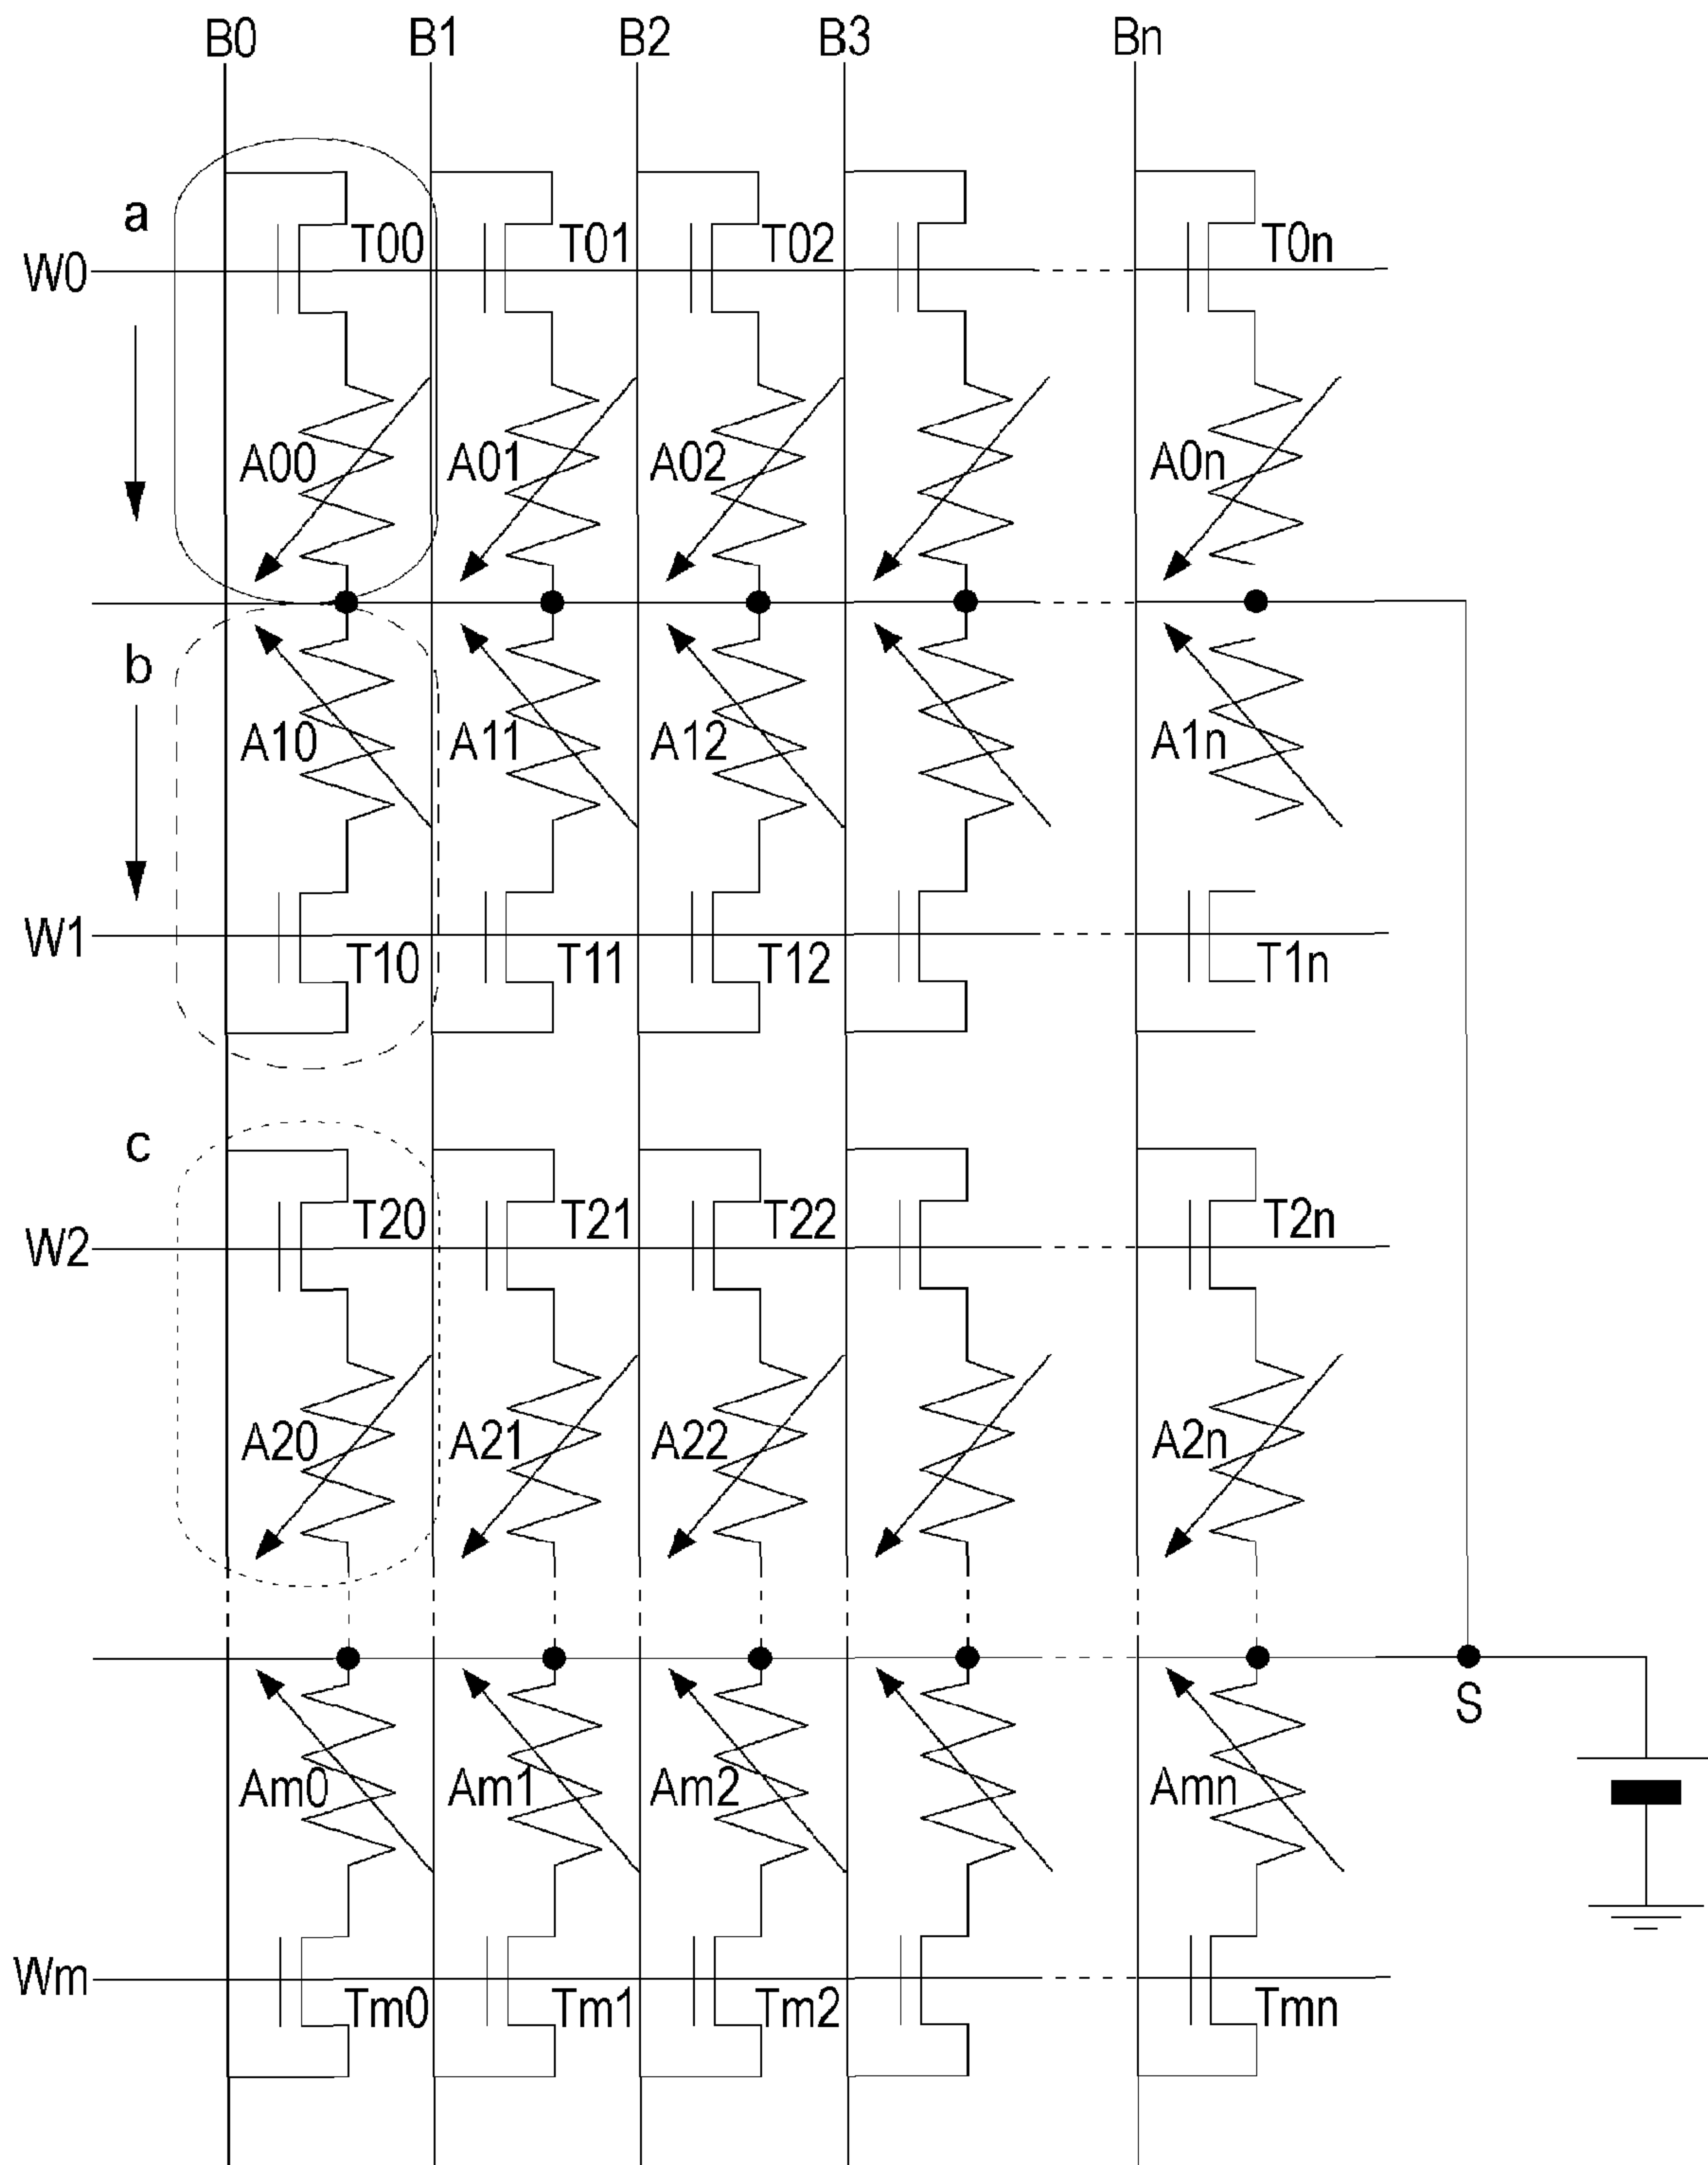 B0 B1 B2 B3 Bn
a
W0 T00 T01 T02 T0n
A00 A01 A02 A0n
b
A10 A11 A12 A1n
W1 T10 T11 T12 T1n
c
W2 T20 T21 T22 T2n
A20 A21 A22 A2n
S
Am0 Am1 Am2 Amn
Wm Tm0 Tm1 Tm2 Tmn